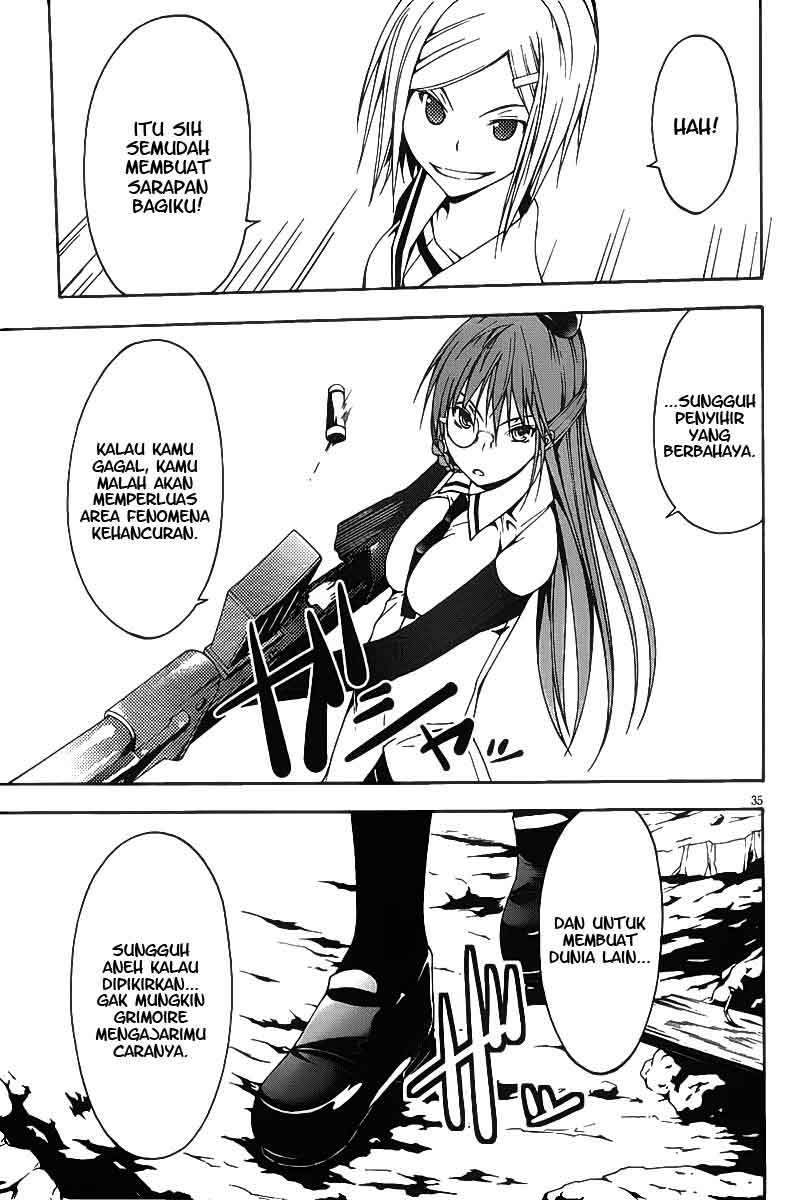 HAH!
ITU SIH
SEMUDAH
MEMBUAT
SARAPAN
BAGIKU!
...SUNGGUH
PENYIHIR
YANG
BERBAHAYA.
KALAU KAMU
GAGAL, KAMU
MALAH AKAN
MEMPERLUAS
AREA FENOMENA
KEHANCURAN.
ガシャッ
35
DAN UNTUK
MEMBUAT
DUNIA LAIN...
SUNGGUH
ANEH KALAU
DIPIKIRKAN...
GAK MUNGKIN
GRIMOIRE
MENGAJARIMU
CARANYA.